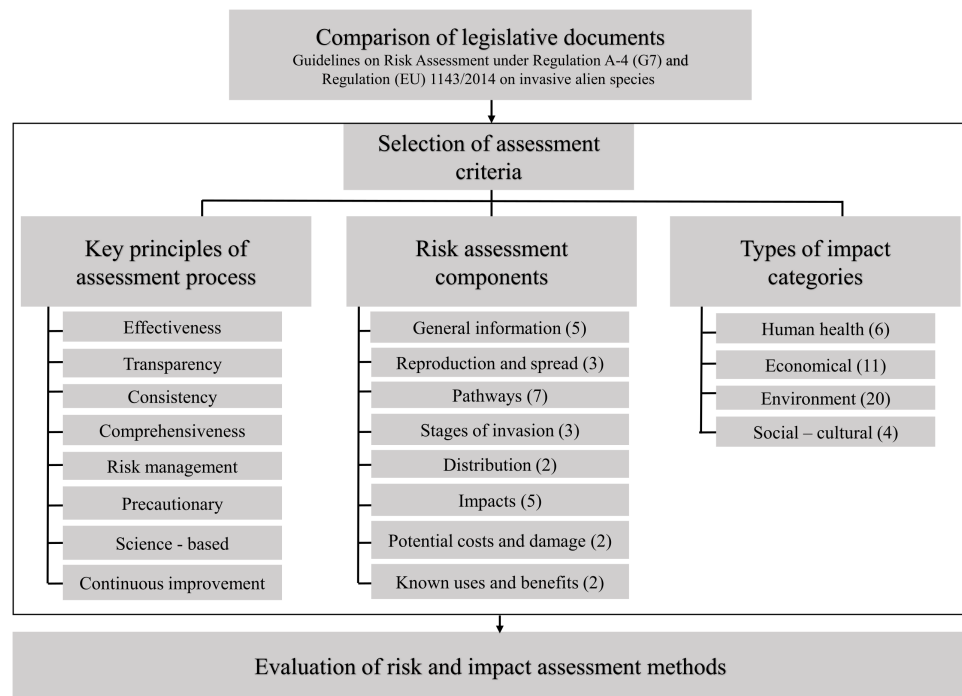 Comparison of legislative documents
Guidelines on Risk Assessment under Regulation A-4 (G7) and
Regulation (EU) 1143/2014 on invasive alien species
Selection of assessment
criteria
Key principles of
assessment process
Effectiveness
Transparency
Consistency
Comprehensiveness
Risk management
Precautionary
Science - based
Continuous improvement
Risk assessment
components
General information (5)
Reproduction and spread (3)
Pathways (7)
Stages of invasion (3)
Distribution (2)
Impacts (5)
Potential costs and damage (2)
Known uses and benefits (2)
Types of impact
categories
Human health (6)
Economical (11)
Environment (20)
Social – cultural (4)
Evaluation of risk and impact assessment methods